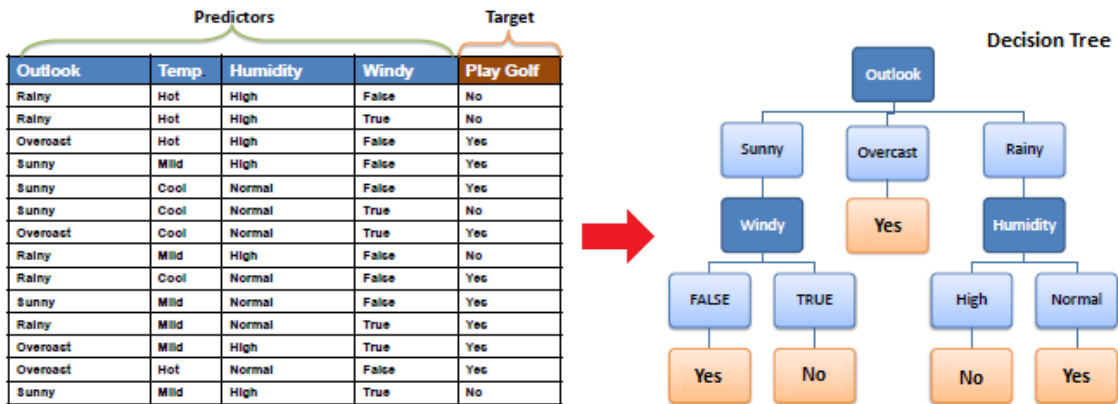 Predictors Target
Outlook Temp. Humidity Windy Play Golf
Rainy Hot High False No
Rainy Hot High True No
Overcast Hot High False Yes
Sunny Mild High False Yes
Sunny Cool Normal False Yes
Sunny Cool Normal True No
Overcast Cool Normal True Yes
Rainy Mild High False No
Rainy Cool Normal False Yes
Sunny Mild Normal False Yes
Rainy Mild Normal True Yes
Overcast Mild High True Yes
Overcast Hot Normal False Yes
Sunny Mild High True No
Decision Tree
Outlook
Sunny Overcast Rainy
Windy Yes Humidity
FALSE TRUE High Normal
Yes No No Yes